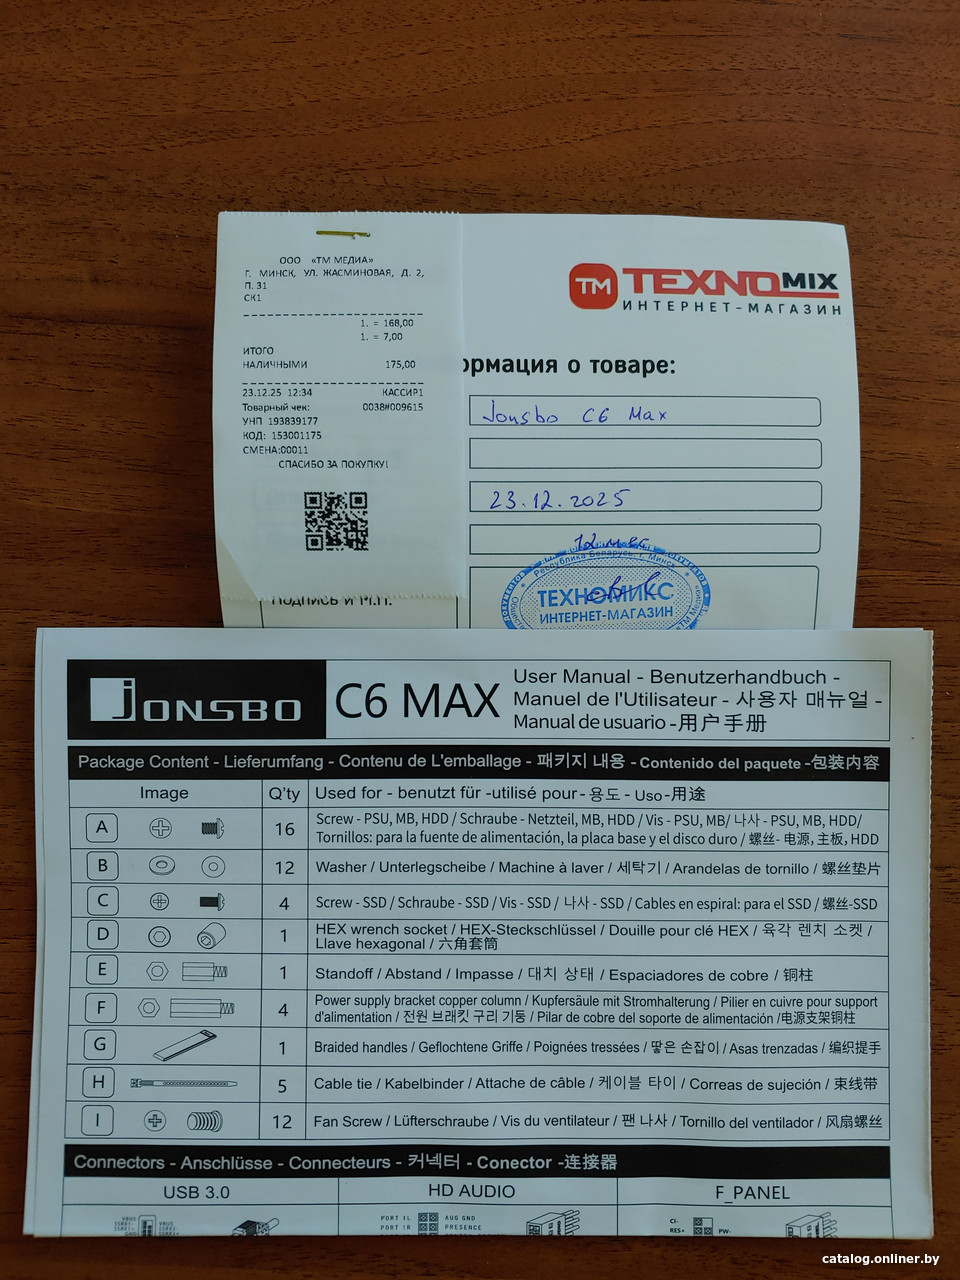 ООО «ТМ МЕДИА»
Г. МИНСК, УЛ. ЖАСМИНОВАЯ, Д. 2,
П. 31
СК1
1. = 168,00
1. = 7,00
ИТОГО
НАЛИЧНЫМИ 175,00
23.12.25 12:34 КАССИР1
Товарный чек: 0038#009615
УНП 193839177
КОД: 153001175
СМЕНА:00011
СПАСИБО ЗА ПОКУПКУ!
TM TEXNOMIX
ИНТЕРНЕТ-МАГАЗИН
ормация о товаре:
Jonsbo C6 Max
23.12.2025
12 мес
Республика Беларусь, г. Минск
ТЕХНОМИКС
ИНТЕРНЕТ-МАГАЗИН
Подпись и М.П.
JONSBO C6 MAX
User Manual - Benutzerhandbuch -
Manuel de l'Utilisateur - 사용자 매뉴얼 -
Manual de usuario -用户手册
Package Content - Lieferumfang - Contenu de L'emballage - 패키지 내용 - Contenido del paquete -包装内容
Image Q'ty Used for - benutzt für -utilisé pour - 용도 - Uso -用途
A 16 Screw - PSU, MB, HDD / Schraube - Netzteil, MB, HDD / Vis - PSU, MB/ 나사 - PSU, MB, HDD/
Tornillos: para la fuente de alimentación, la placa base y el disco duro / 螺丝- 电源, 主板, HDD
B 12 Washer / Unterlegscheibe / Machine à laver / 세탁기 / Arandelas de tornillo / 螺丝垫片
C 4 Screw - SSD / Schraube - SSD / Vis - SSD / 나사 - SSD / Cables en espiral: para el SSD / 螺丝-SSD
D 1 HEX wrench socket / HEX-Steckschlüssel / Douille pour clé HEX / 육각 렌치 소켓 /
Llave hexagonal / 六角套筒
E 1 Standoff / Abstand / Impasse / 대치 상태 / Espaciadores de cobre / 铜柱
F 4 Power supply bracket copper column / Kupfersäule mit Stromhalterung / Pilier en cuivre pour support
d'alimentation / 전원 브래킷 구리 기둥 / Pilar de cobre del soporte de alimentación /电源支架铜柱
G 1 Braided handles / Geflochtene Griffe / Poignées tressées / 땋은 손잡이 / Asas trenzadas / 编织提手
H 5 Cable tie / Kabelbinder / Attache de câble / 케이블 타이 / Correas de sujeción / 束线带
I 12 Fan Screw / Lüfterschraube / Vis du ventilateur / 팬 나사 / Tornillo del ventilador / 风扇螺丝
Connectors - Anschlüsse - Connecteurs - 커넥터 - Conector -连接器
USB 3.0 HD AUDIO F_PANEL
PORT 1L AUG GND
PORT 1R PRESENCE
RES+ PW-
catalog.onliner.by